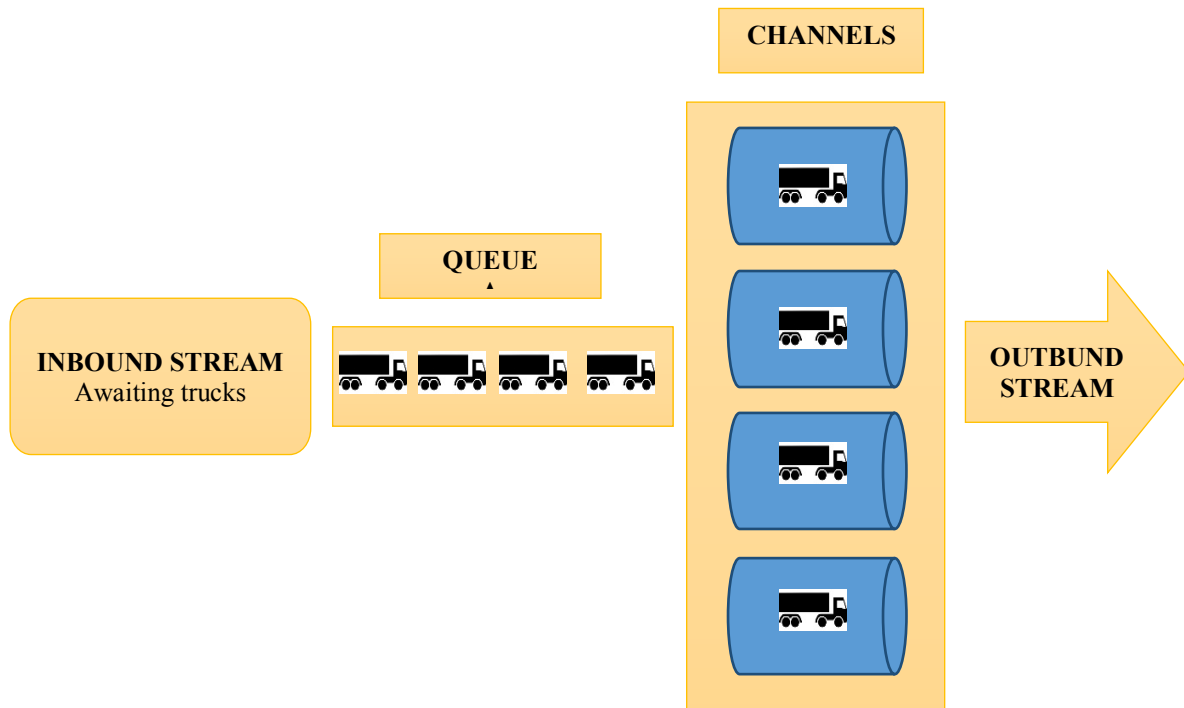 CHANNELS
QUEUE
INBOUND STREAM
Awaiting trucks
OUTBUND
STREAM